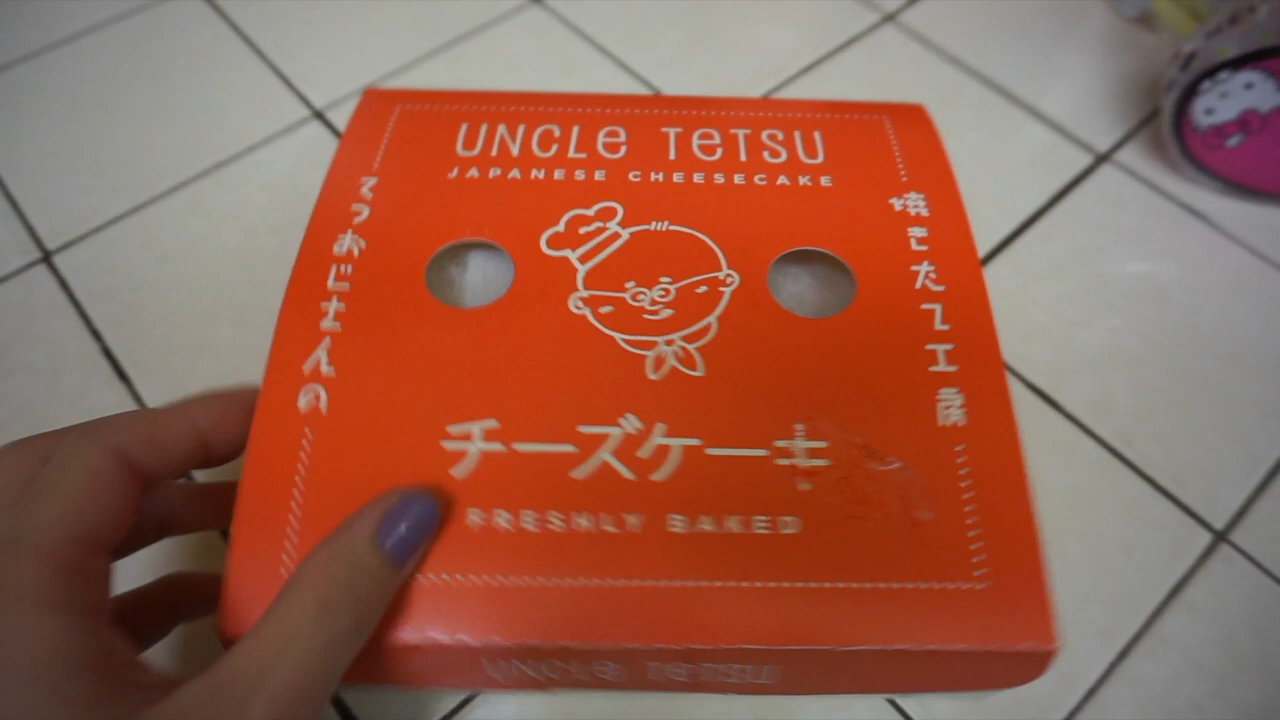 UNCLE TETSU
JAPANESE CHEESECAKE
てつおじさんの
焼きたて工房
チーズケーキ
FRESHLY BAKED
UNCLE TETSU